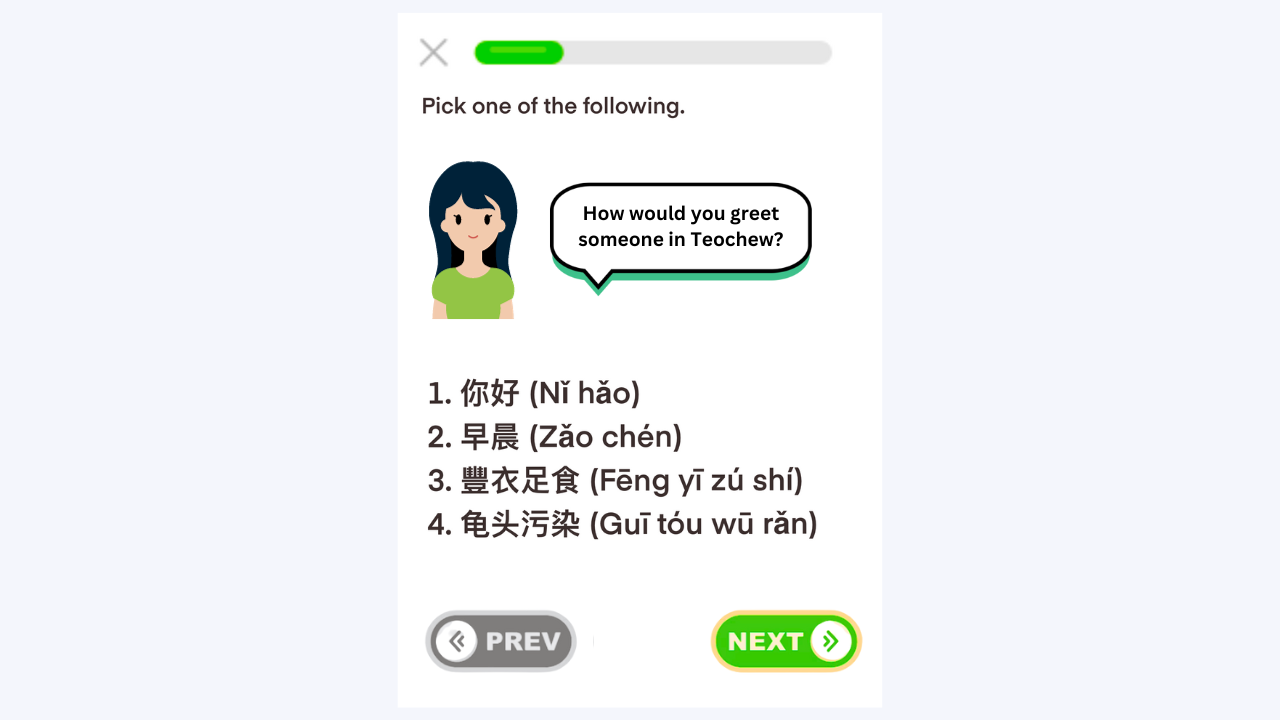 Pick one of the following.
How would you greet
someone in Teochew?
1. 你好 (Nǐ hǎo)
2. 早晨 (Zǎo chén)
3. 豐衣足食 (Fēng yī zú shí)
4. 龟头污染 (Guī tóu wū rǎn)
PREV
NEXT